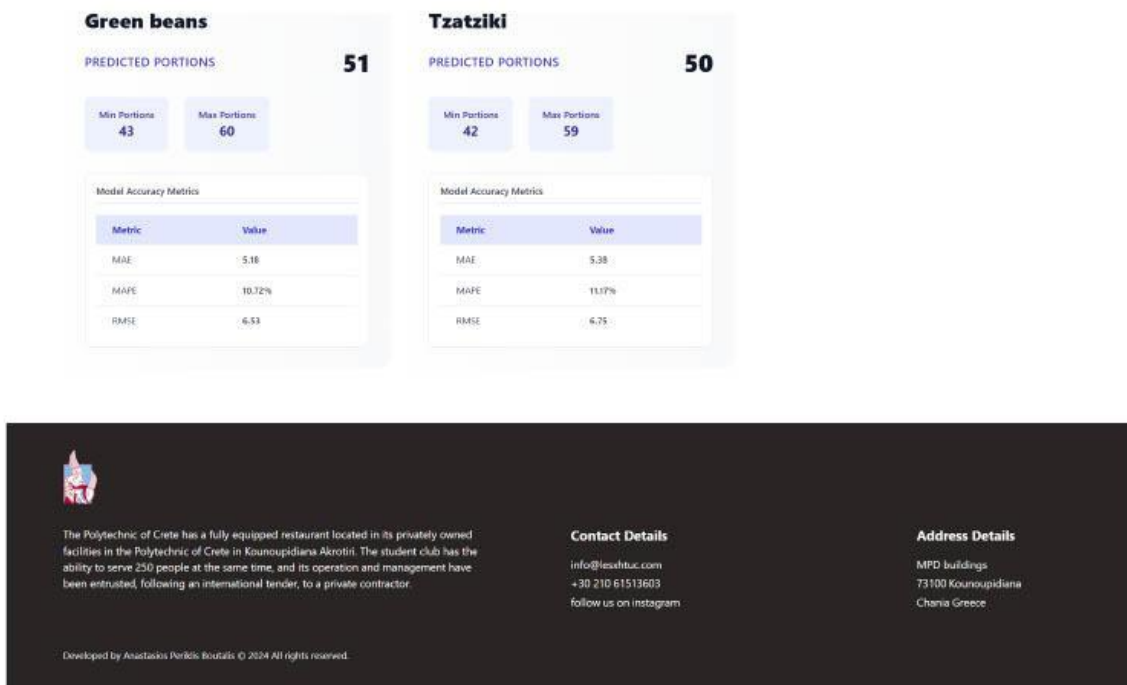 Green beans
PREDICTED PORTIONS 51
Min Portions
43
Max Portions
60
Model Accuracy Metrics
Metric Value
MAE 5.18
MAPE 10.72%
RMSE 6.53
Tzatziki
PREDICTED PORTIONS 50
Min Portions
42
Max Portions
59
Model Accuracy Metrics
Metric Value
MAE 5.38
MAPE 11.17%
RMSE 6.75
The Polytechnic of Crete has a fully equipped restaurant located in its privately owned
facilities in the Polytechnic of Crete in Kounoupidiana Akrotiri. The student club has the
ability to serve 250 people at the same time, and its operation and management have
been entrusted, following an international tender, to a private contractor.
Contact Details
info@lesxhtuc.com
+30 210 61513603
follow us on instagram
Address Details
MPD buildings
73100 Kounoupidiana
Chania Greece
Developed by Anastasios Periklis Boutalis © 2024 All rights reserved.